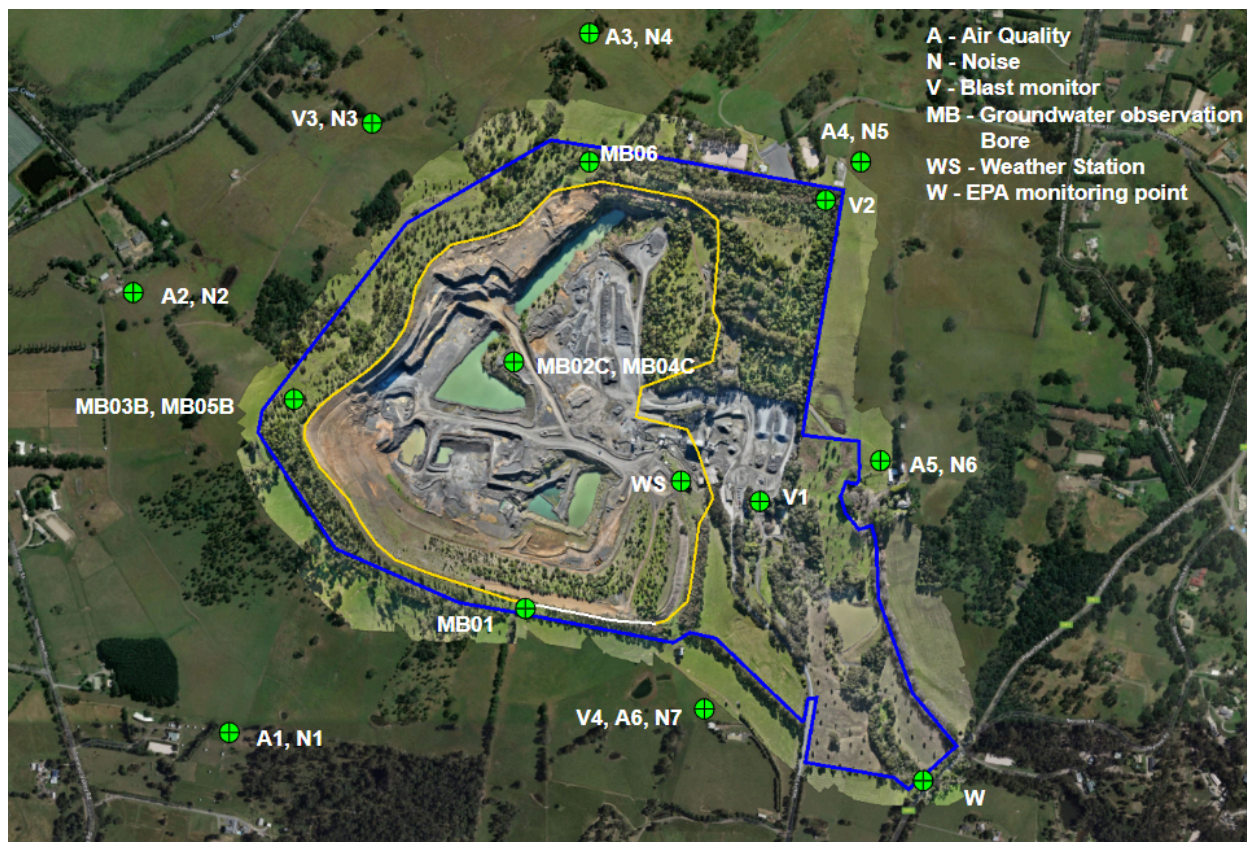 A3, N4
A - Air Quality
N - Noise
V - Blast monitor
MB - Groundwater observation
Bore
WS - Weather Station
W - EPA monitoring point
V3, N3
A4, N5
MB06
V2
A2, N2
MB02C, MB04C
MB03B, MB05B
A5, N6
WS
V1
MB01
V4, A6, N7
A1, N1
W